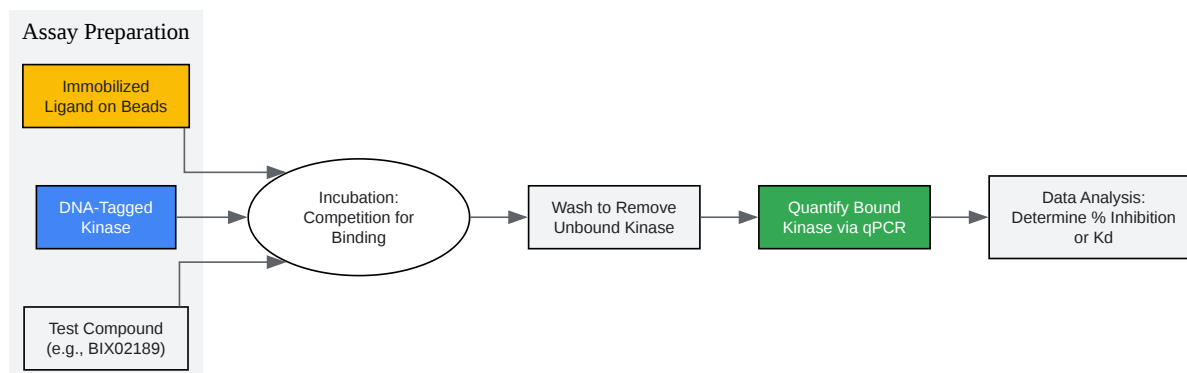 Assay Preparation
Immobilized
Ligand on Beads
DNA-Tagged
Kinase
Test Compound
(e.g., BIX02189)
Incubation:
Competition for
Binding
Wash to Remove
Unbound Kinase
Quantify Bound
Kinase via qPCR
Data Analysis:
Determine % Inhibition
or Kd